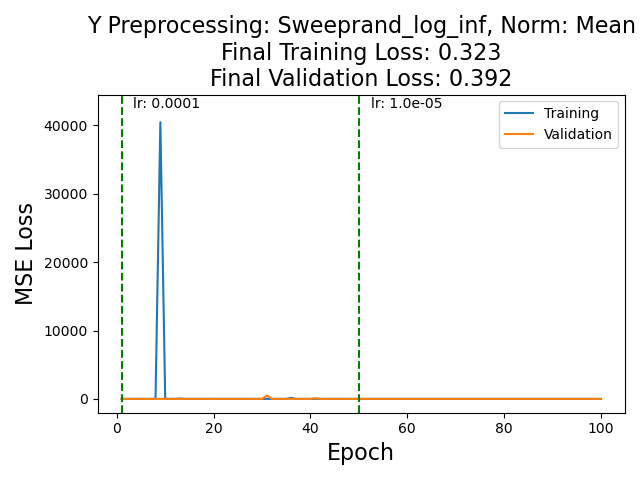 Y Preprocessing: Sweeprand_log_inf, Norm: Mean
Final Training Loss: 0.323
Final Validation Loss: 0.392
lr: 0.0001
lr: 1.0e-05
Training
Validation
MSE Loss
40000
30000
20000
10000
0
0
20
40
60
80
100
Epoch